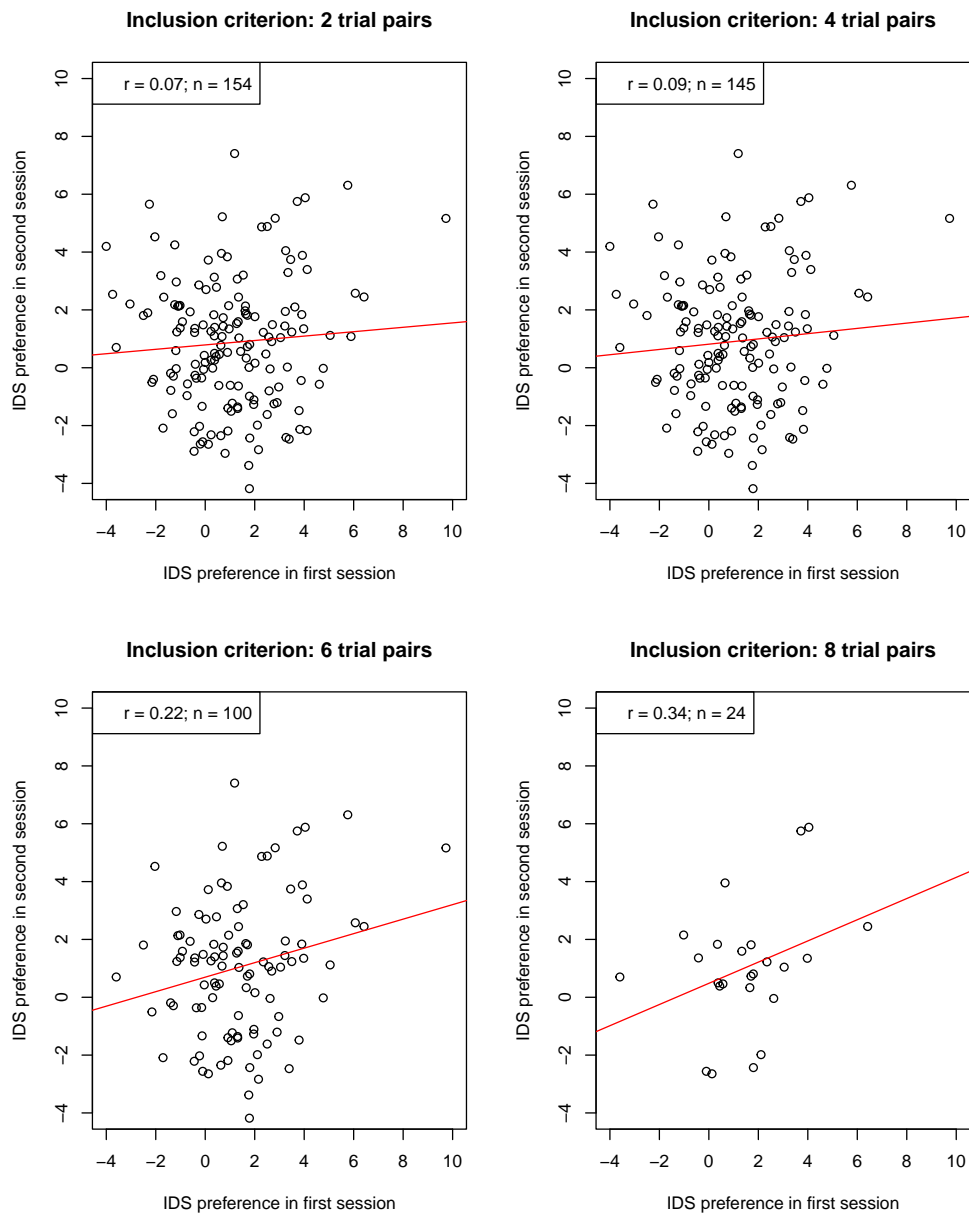 Inclusion criterion: 2 trial pairs
r = 0.07; n = 154
IDS preference in second session
10
8
6
4
2
0
−2
−4
−4 −2 0 2 4 6 8 10
IDS preference in first session
Inclusion criterion: 4 trial pairs
r = 0.09; n = 145
IDS preference in second session
10
8
6
4
2
0
−2
−4
−4 −2 0 2 4 6 8 10
IDS preference in first session
Inclusion criterion: 6 trial pairs
r = 0.22; n = 100
IDS preference in second session
10
8
6
4
2
0
−2
−4
−4 −2 0 2 4 6 8 10
IDS preference in first session
Inclusion criterion: 8 trial pairs
r = 0.34; n = 24
IDS preference in second session
10
8
6
4
2
0
−2
−4
−4 −2 0 2 4 6 8 10
IDS preference in first session